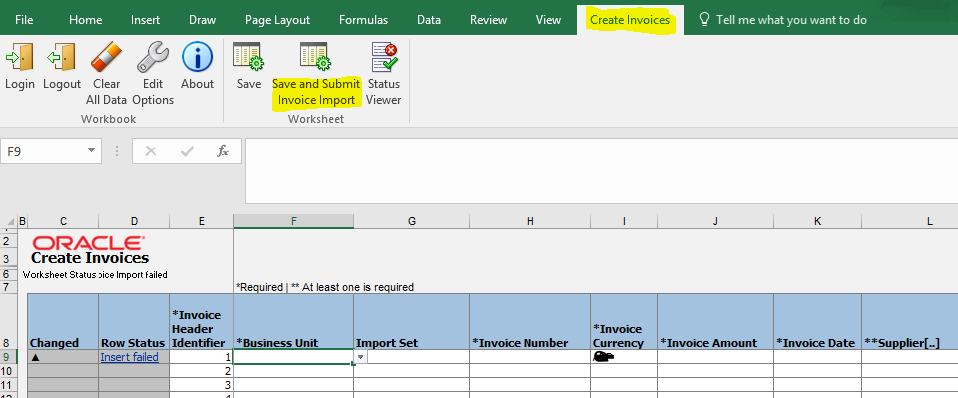 File Home Insert Draw Page Layout Formulas Data Review View Create Invoices Tell me what you want to do
Login Logout Clear All Data Edit Options About Save Save and Submit Invoice Import Status Viewer
Workbook Worksheet
F9 fx
B C D E F G H I J K L
2 ORACLE
3 Create Invoices
6 Worksheet Status oice Import failed
7 *Required | ** At least one is required
8 Changed Row Status *Invoice Header Identifier *Business Unit Import Set *Invoice Number *Invoice Currency *Invoice Amount *Invoice Date **Supplier[..]
9 ▲ Insert failed 1
10 2
11 3